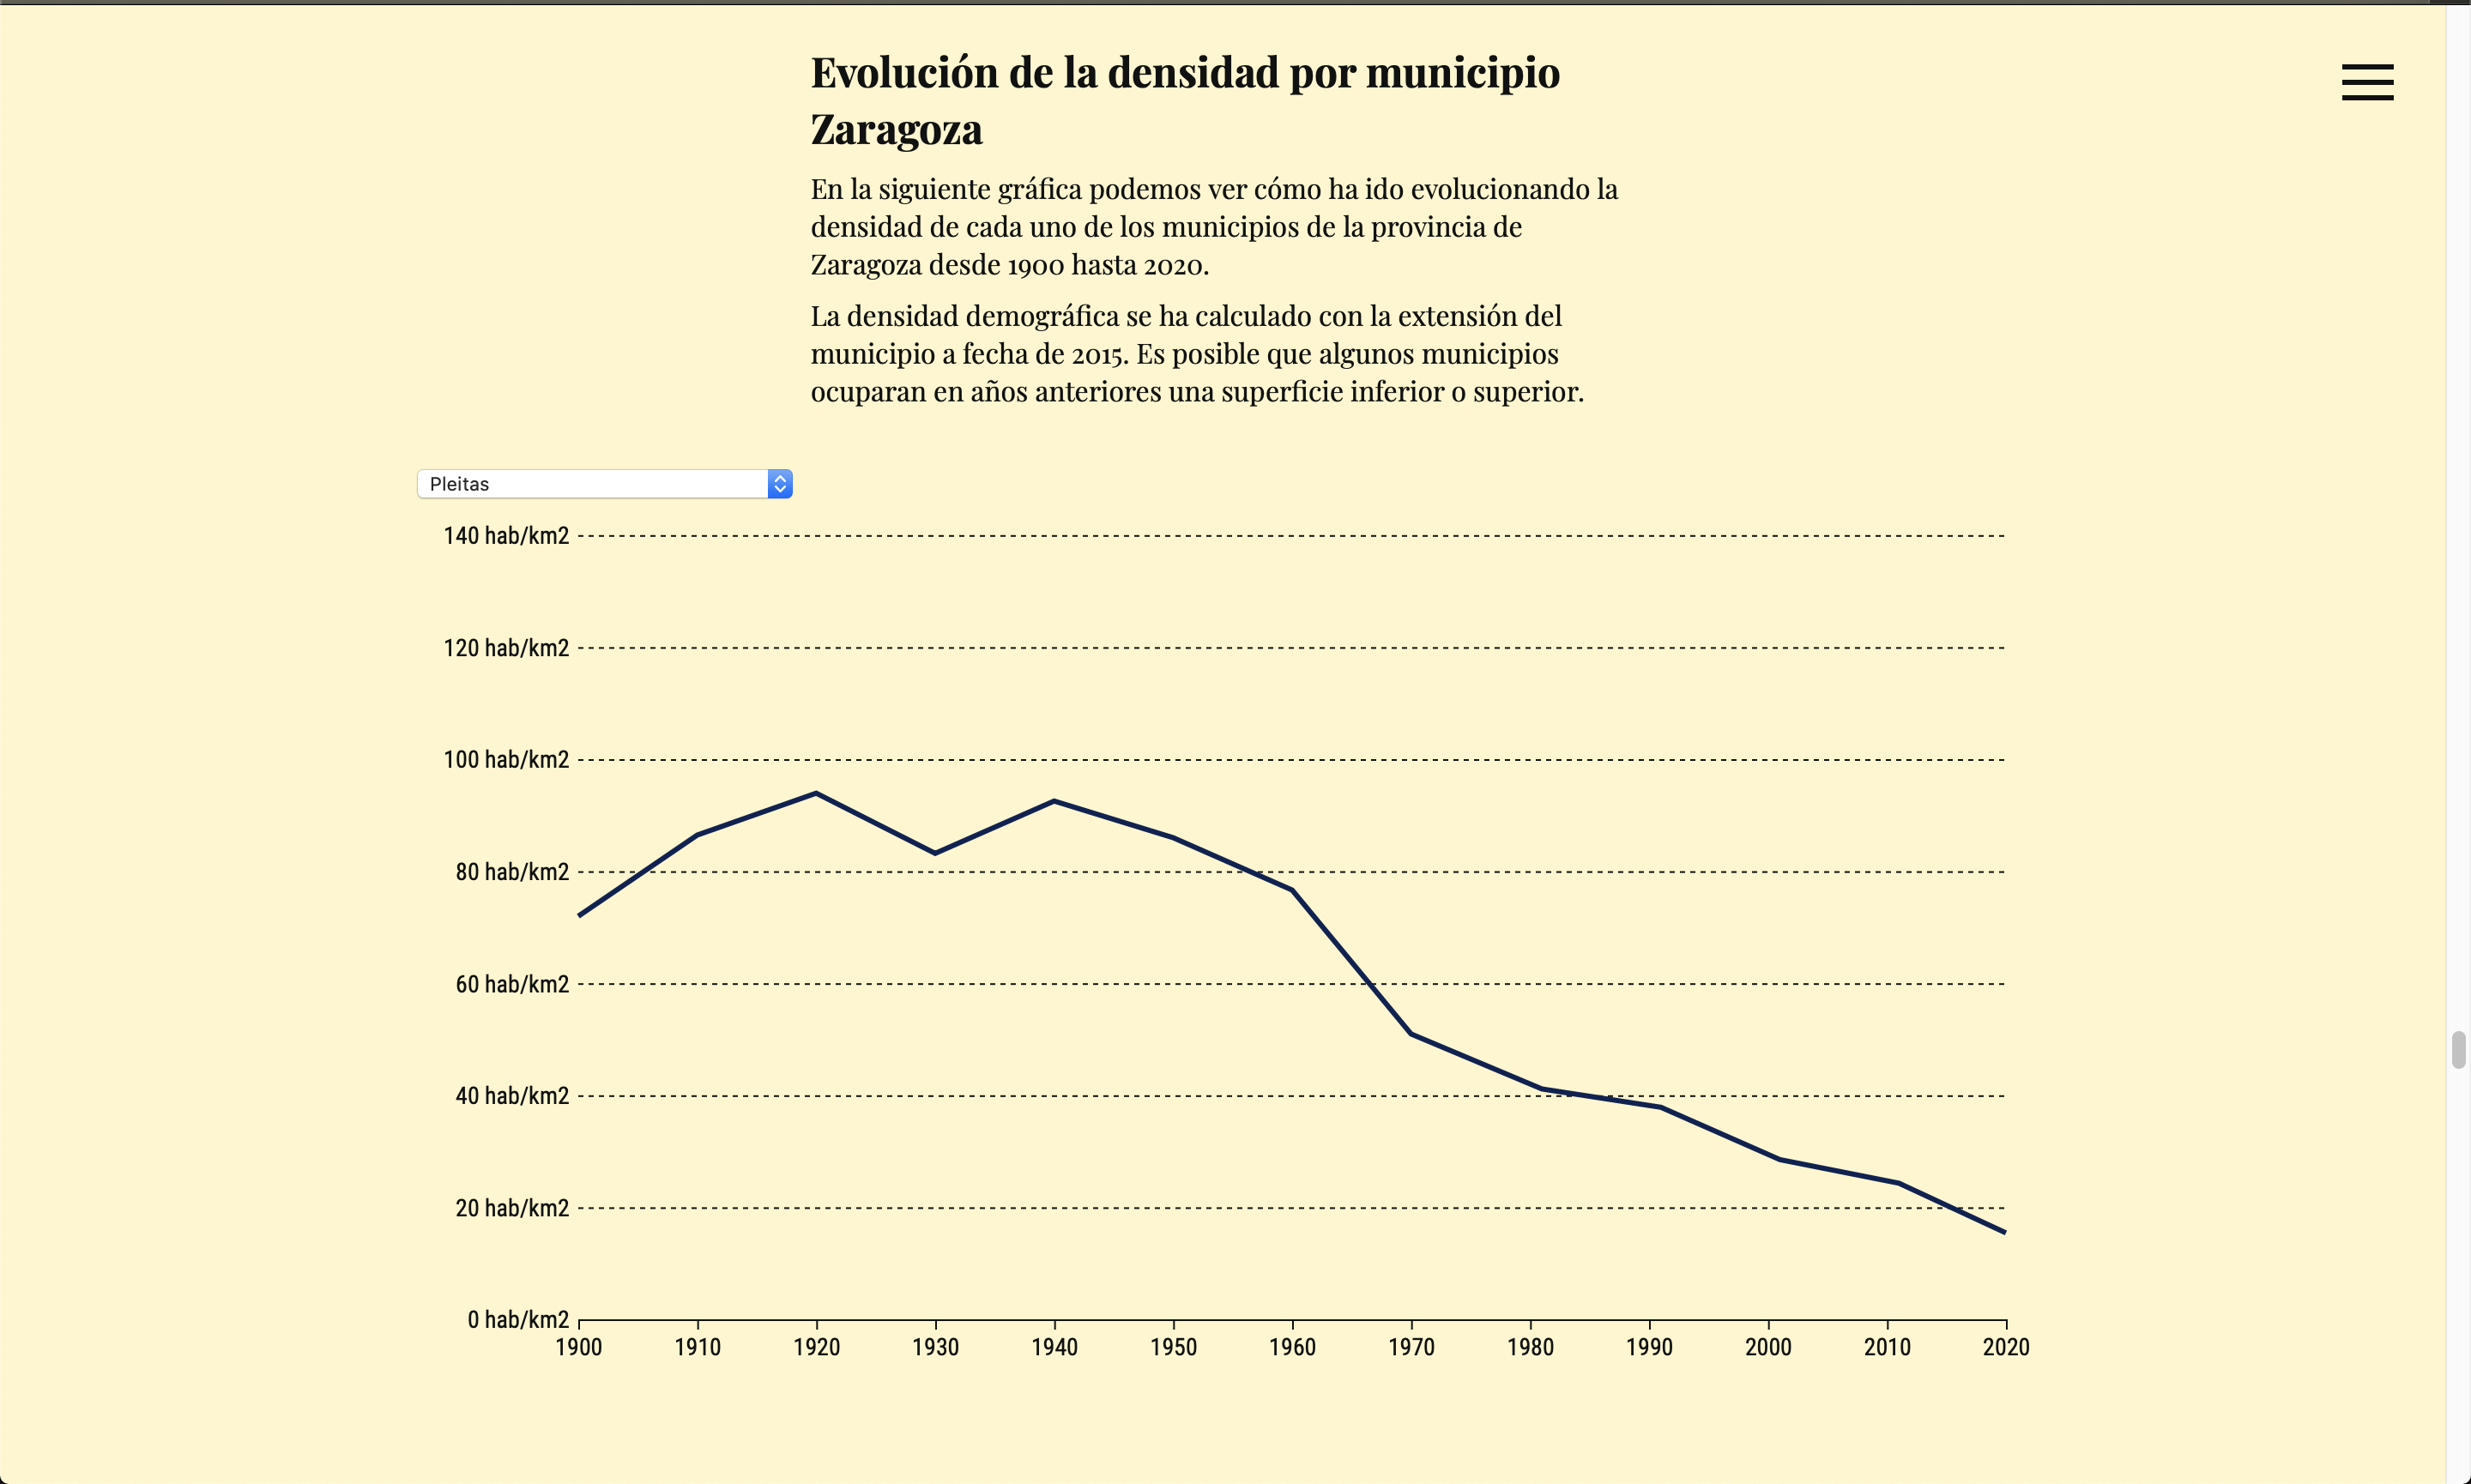 Evolución de la densidad por municipio
Zaragoza
En la siguiente gráfica podemos ver cómo ha ido evolucionando la
densidad de cada uno de los municipios de la provincia de
Zaragoza desde 1900 hasta 2020.
La densidad demográfica se ha calculado con la extensión del
municipio a fecha de 2015. Es posible que algunos municipios
ocuparan en años anteriores una superficie inferior o superior.
Pleitas
140 hab/km2
120 hab/km2
100 hab/km2
80 hab/km2
60 hab/km2
40 hab/km2
20 hab/km2
0 hab/km2
1900 1910 1920 1930 1940 1950 1960 1970 1980 1990 2000 2010 2020